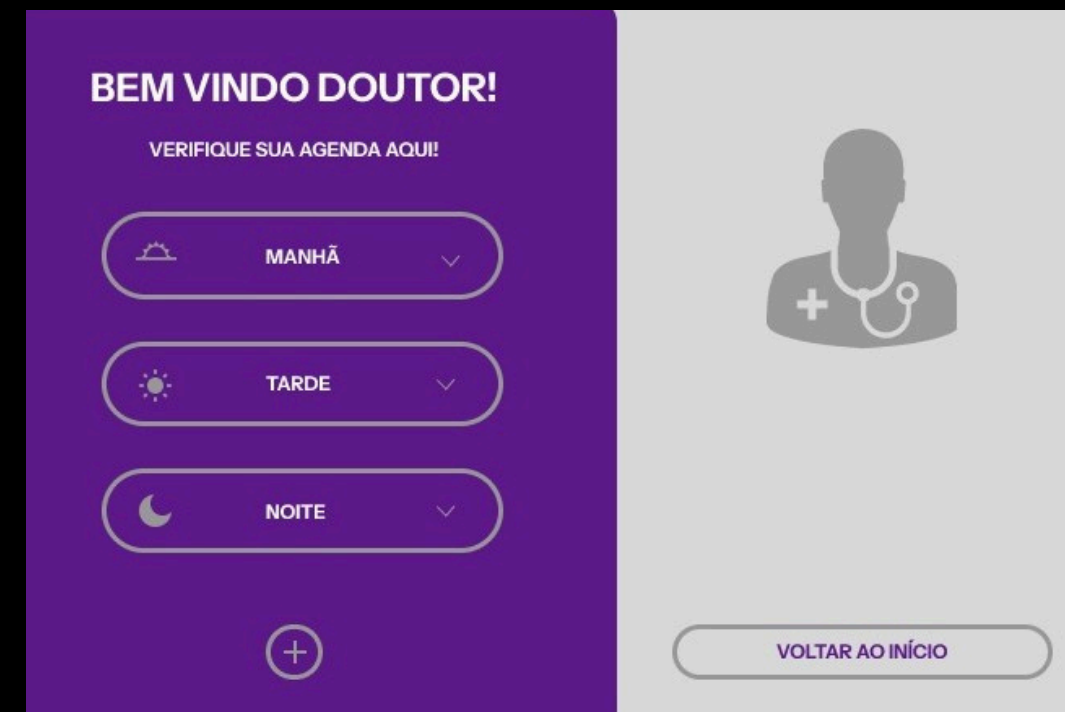 BEM VINDO DOUTOR!
VERIFIQUE SUA AGENDA AQUI!
MANHÃ
TARDE
NOITE
VOLTAR AO INÍCIO